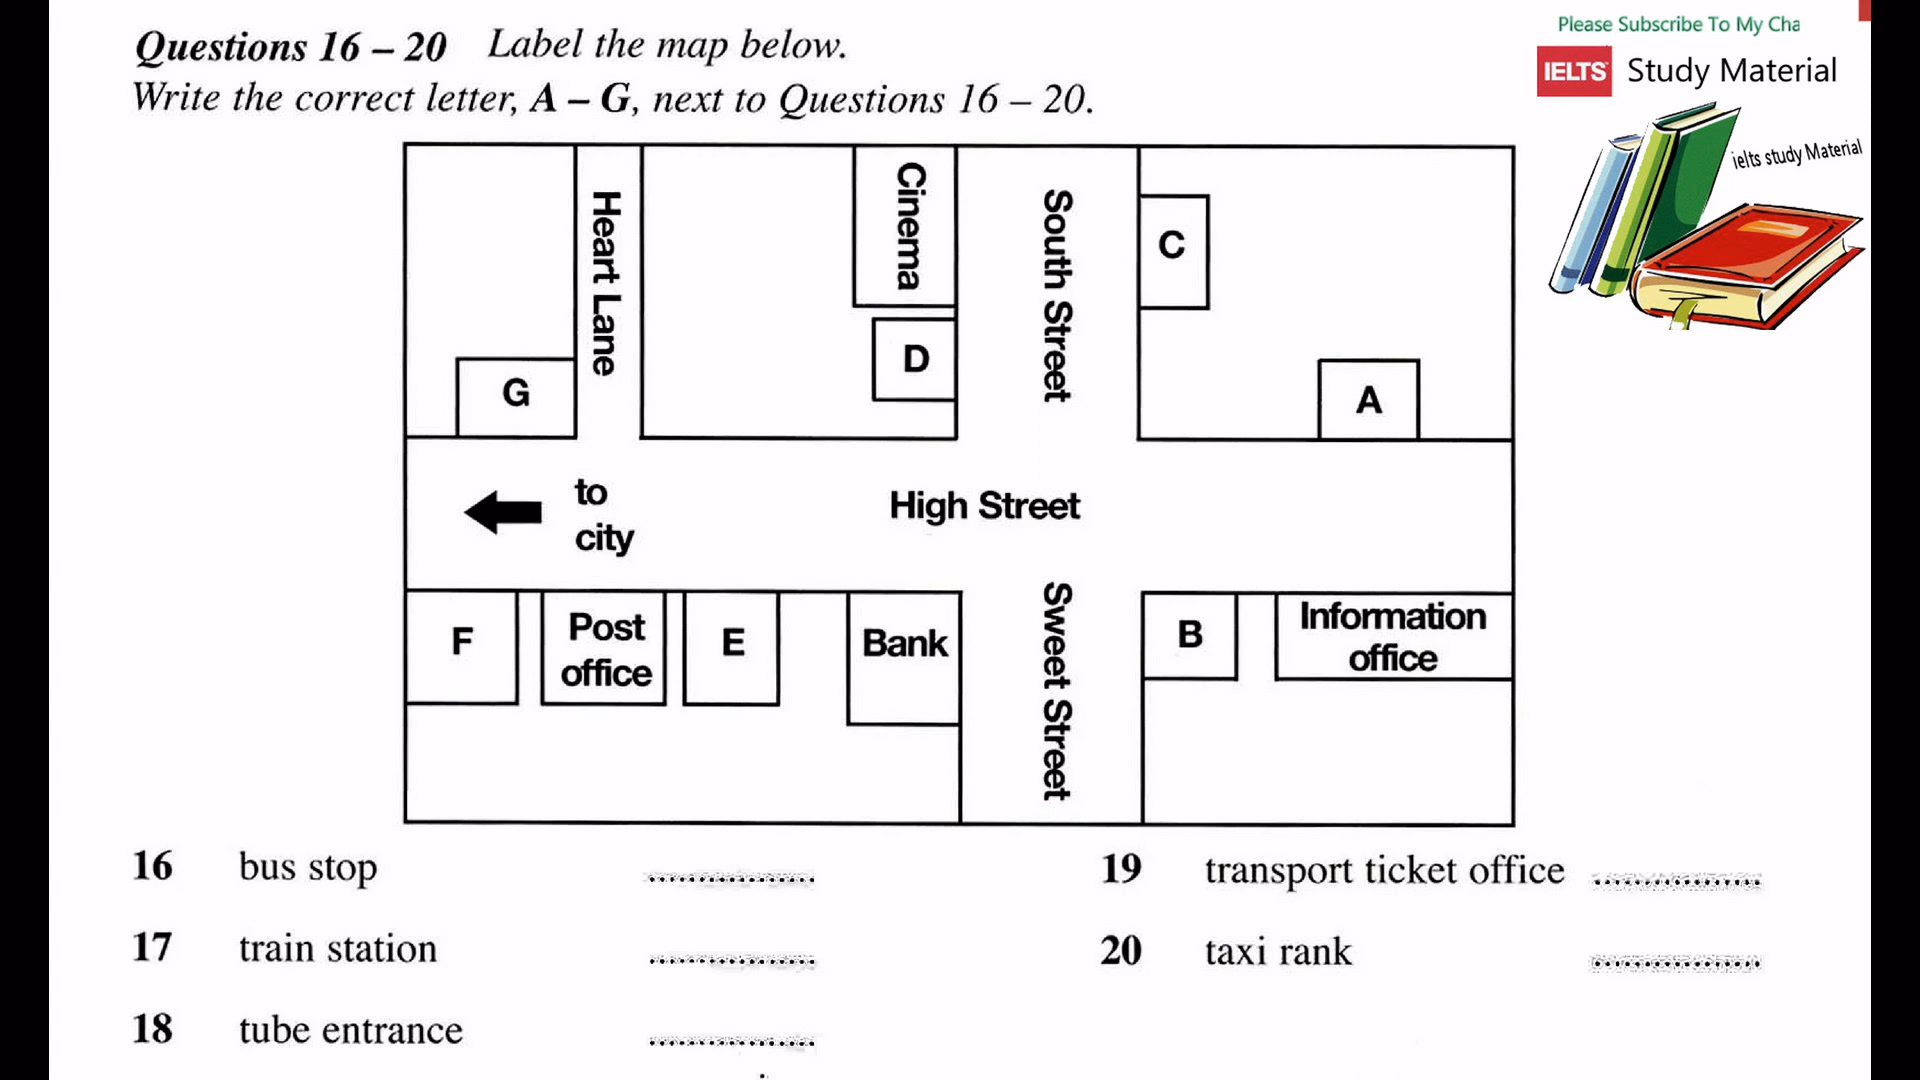 Questions 16 – 20 Label the map below.
Write the correct letter, A – G, next to Questions 16 – 20.
Please Subscribe To My Cha
IELTS Study Material
ielts study Material
Heart Lane
Cinema
South Street
C
D
G
A
to
city
High Street
F
Post
office
E
Bank
Sweet Street
B
Information
office
16 bus stop
17 train station
18 tube entrance
19 transport ticket office
20 taxi rank